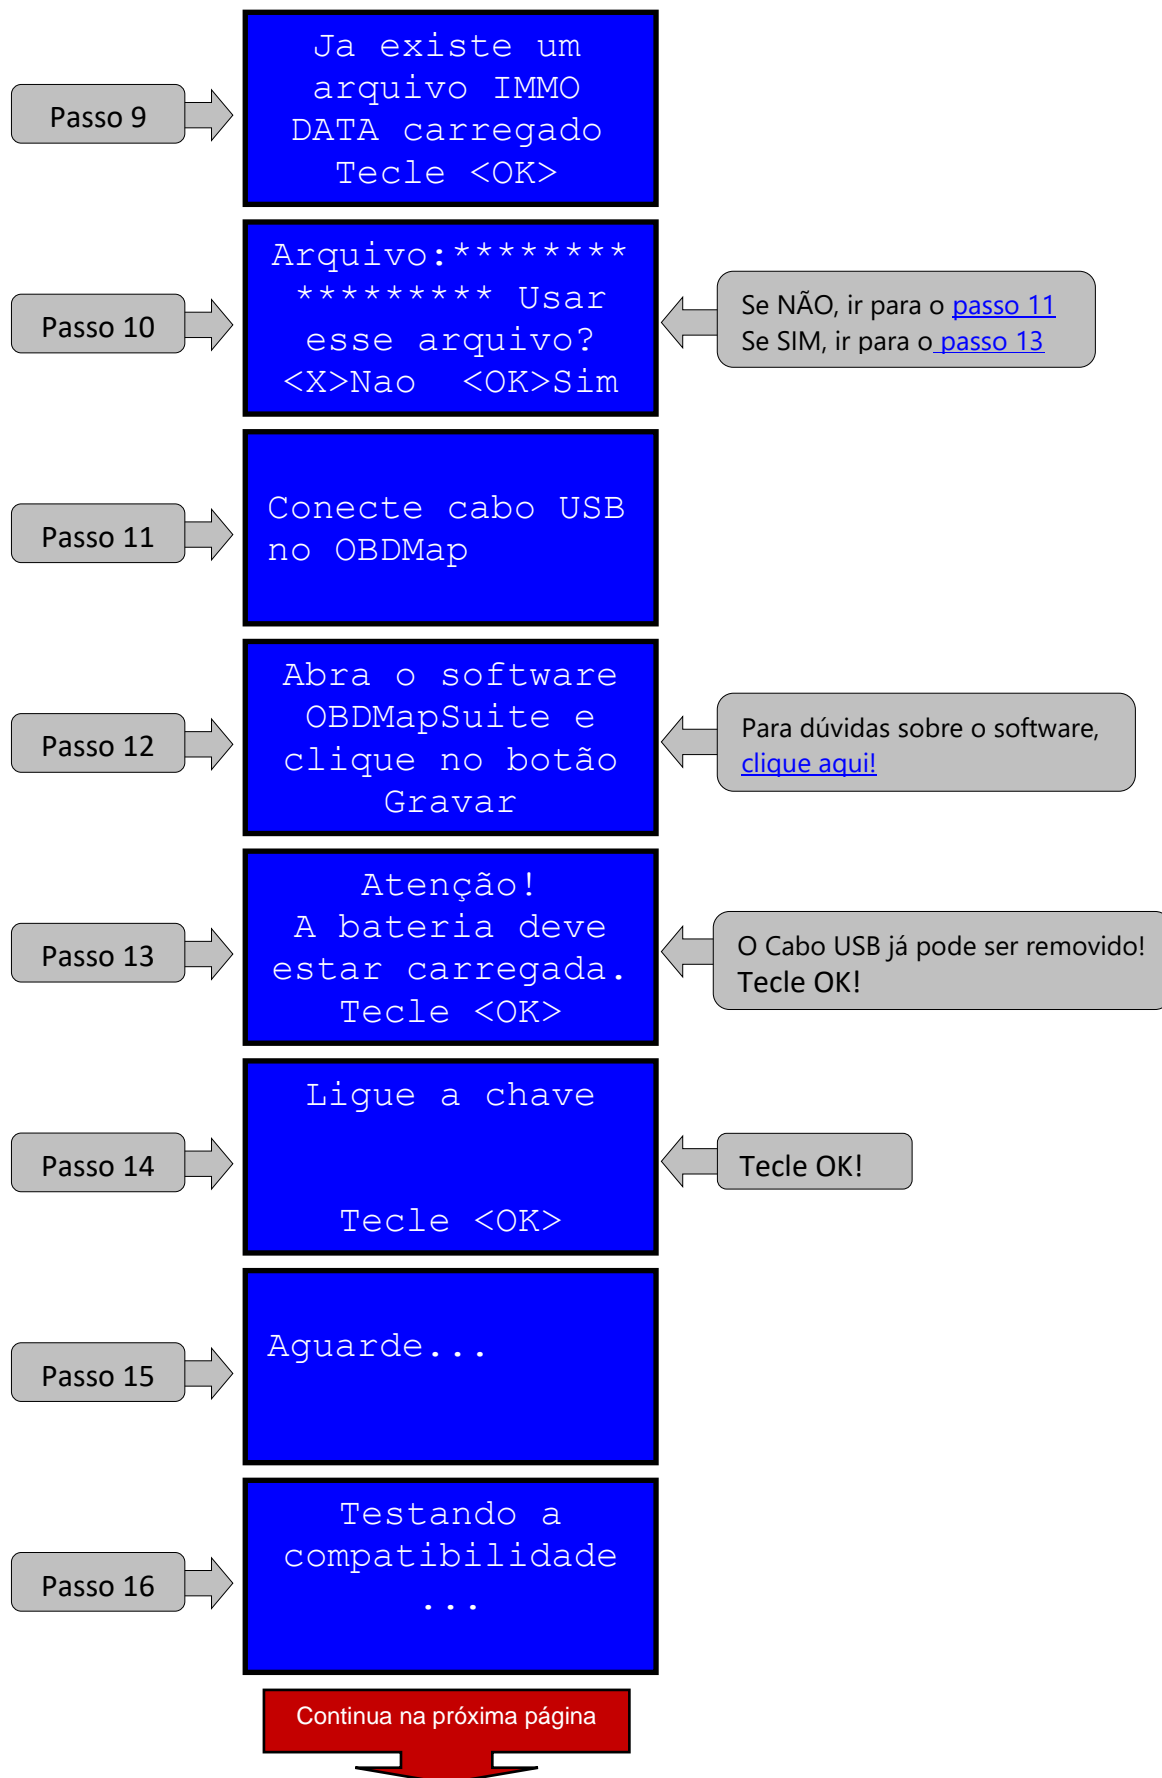 Passo 9
Ja existe um
arquivo IMMO
DATA carregado
Tecle <OK>
Passo 10
Arquivo:********
********* Usar
esse arquivo?
<X>Nao <OK>Sim
Se NÃO, ir para o passo 11
Se SIM, ir para o passo 13
Passo 11
Conecte cabo USB
no OBDMap
Passo 12
Abra o software
OBDMapSuite e
clique no botão
Gravar
Para dúvidas sobre o software,
clique aqui!
Passo 13
Atenção!
A bateria deve
estar carregada.
Tecle <OK>
O Cabo USB já pode ser removido!
Tecle OK!
Passo 14
Ligue a chave
Tecle <OK>
Tecle OK!
Passo 15
Aguarde...
Passo 16
Testando a
compatibilidade
...
Continua na próxima página